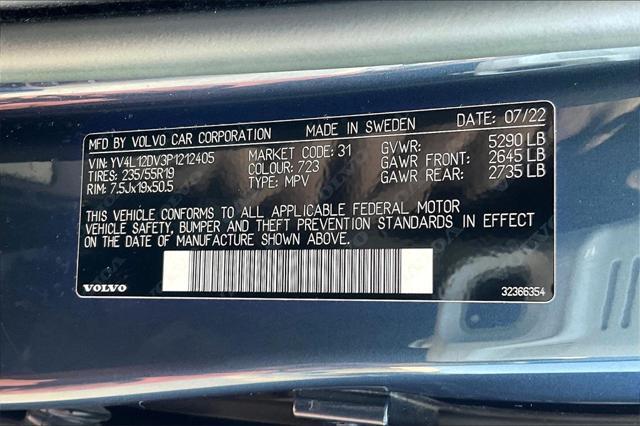 MFD BY VOLVO CAR CORPORATION MADE IN SWEDEN DATE: 07/22
VIN: YV4L12DV3P1212405 MARKET CODE: 31 GVWR: 5290 LB
TIRES: 235/55R19 COLOUR: 723 GAWR FRONT: 2645 LB
RIM: 7.5Jx19x50.5 TYPE: MPV GAWR REAR: 2735 LB
THIS VEHICLE CONFORMS TO ALL APPLICABLE FEDERAL MOTOR
VEHICLE SAFETY, BUMPER AND THEFT PREVENTION STANDARDS IN EFFECT
ON THE DATE OF MANUFACTURE SHOWN ABOVE.
VOLVO 32366354